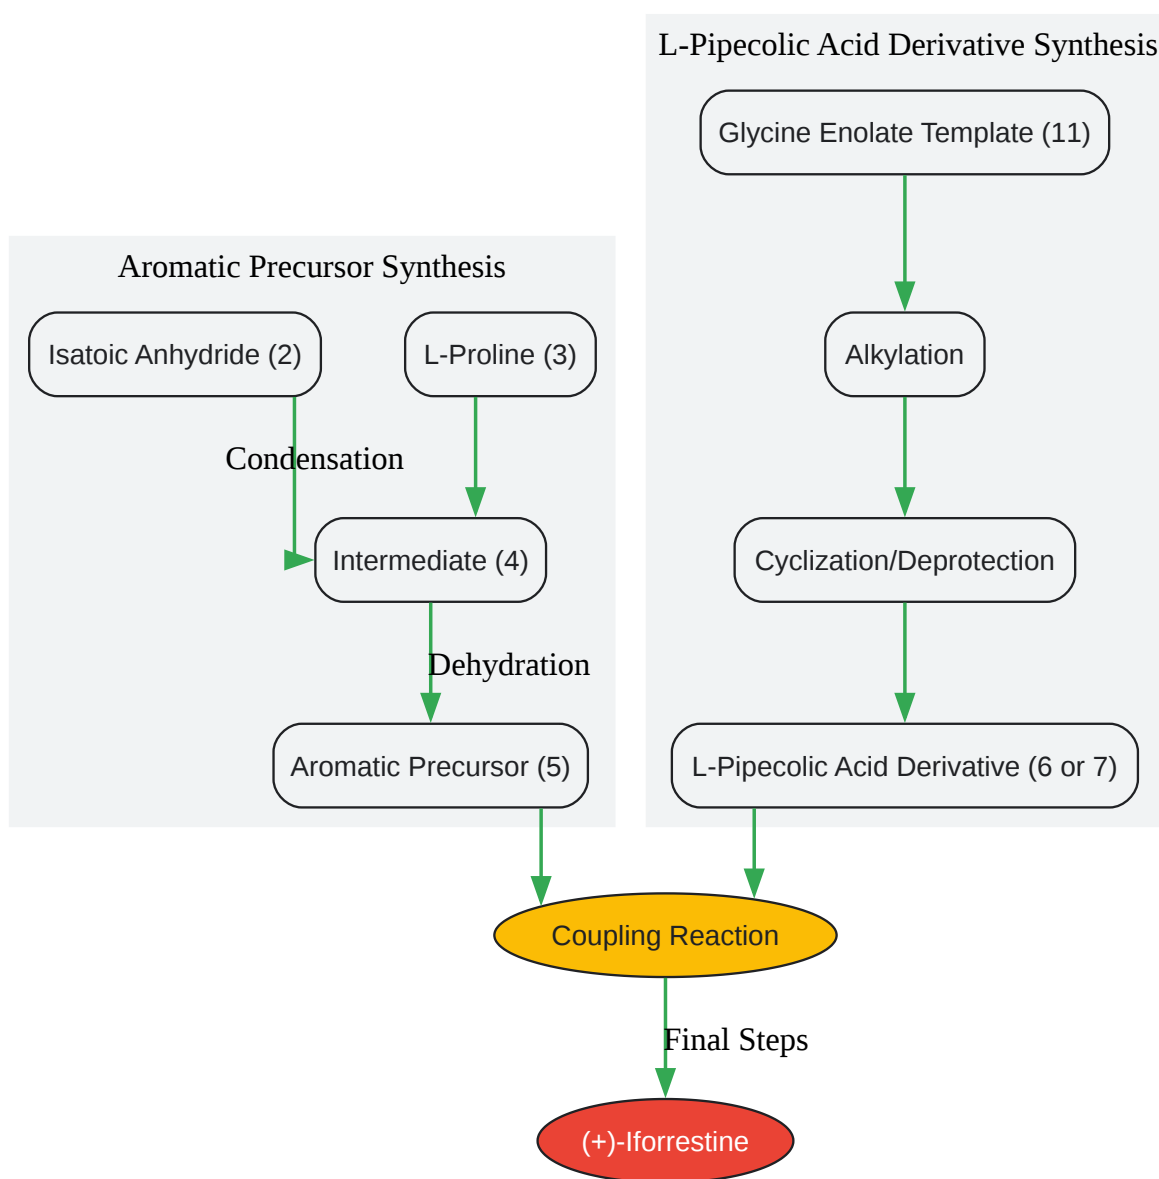 L-Pipecolic Acid Derivative Synthesis
Glycine Enolate Template (11)
Alkylation
Cyclization/Deprotection
L-Pipecolic Acid Derivative (6 or 7)
Aromatic Precursor Synthesis
Isatoic Anhydride (2)
L-Proline (3)
Condensation
Intermediate (4)
Dehydration
Aromatic Precursor (5)
Coupling Reaction
Final Steps
(+)-Iforrestine